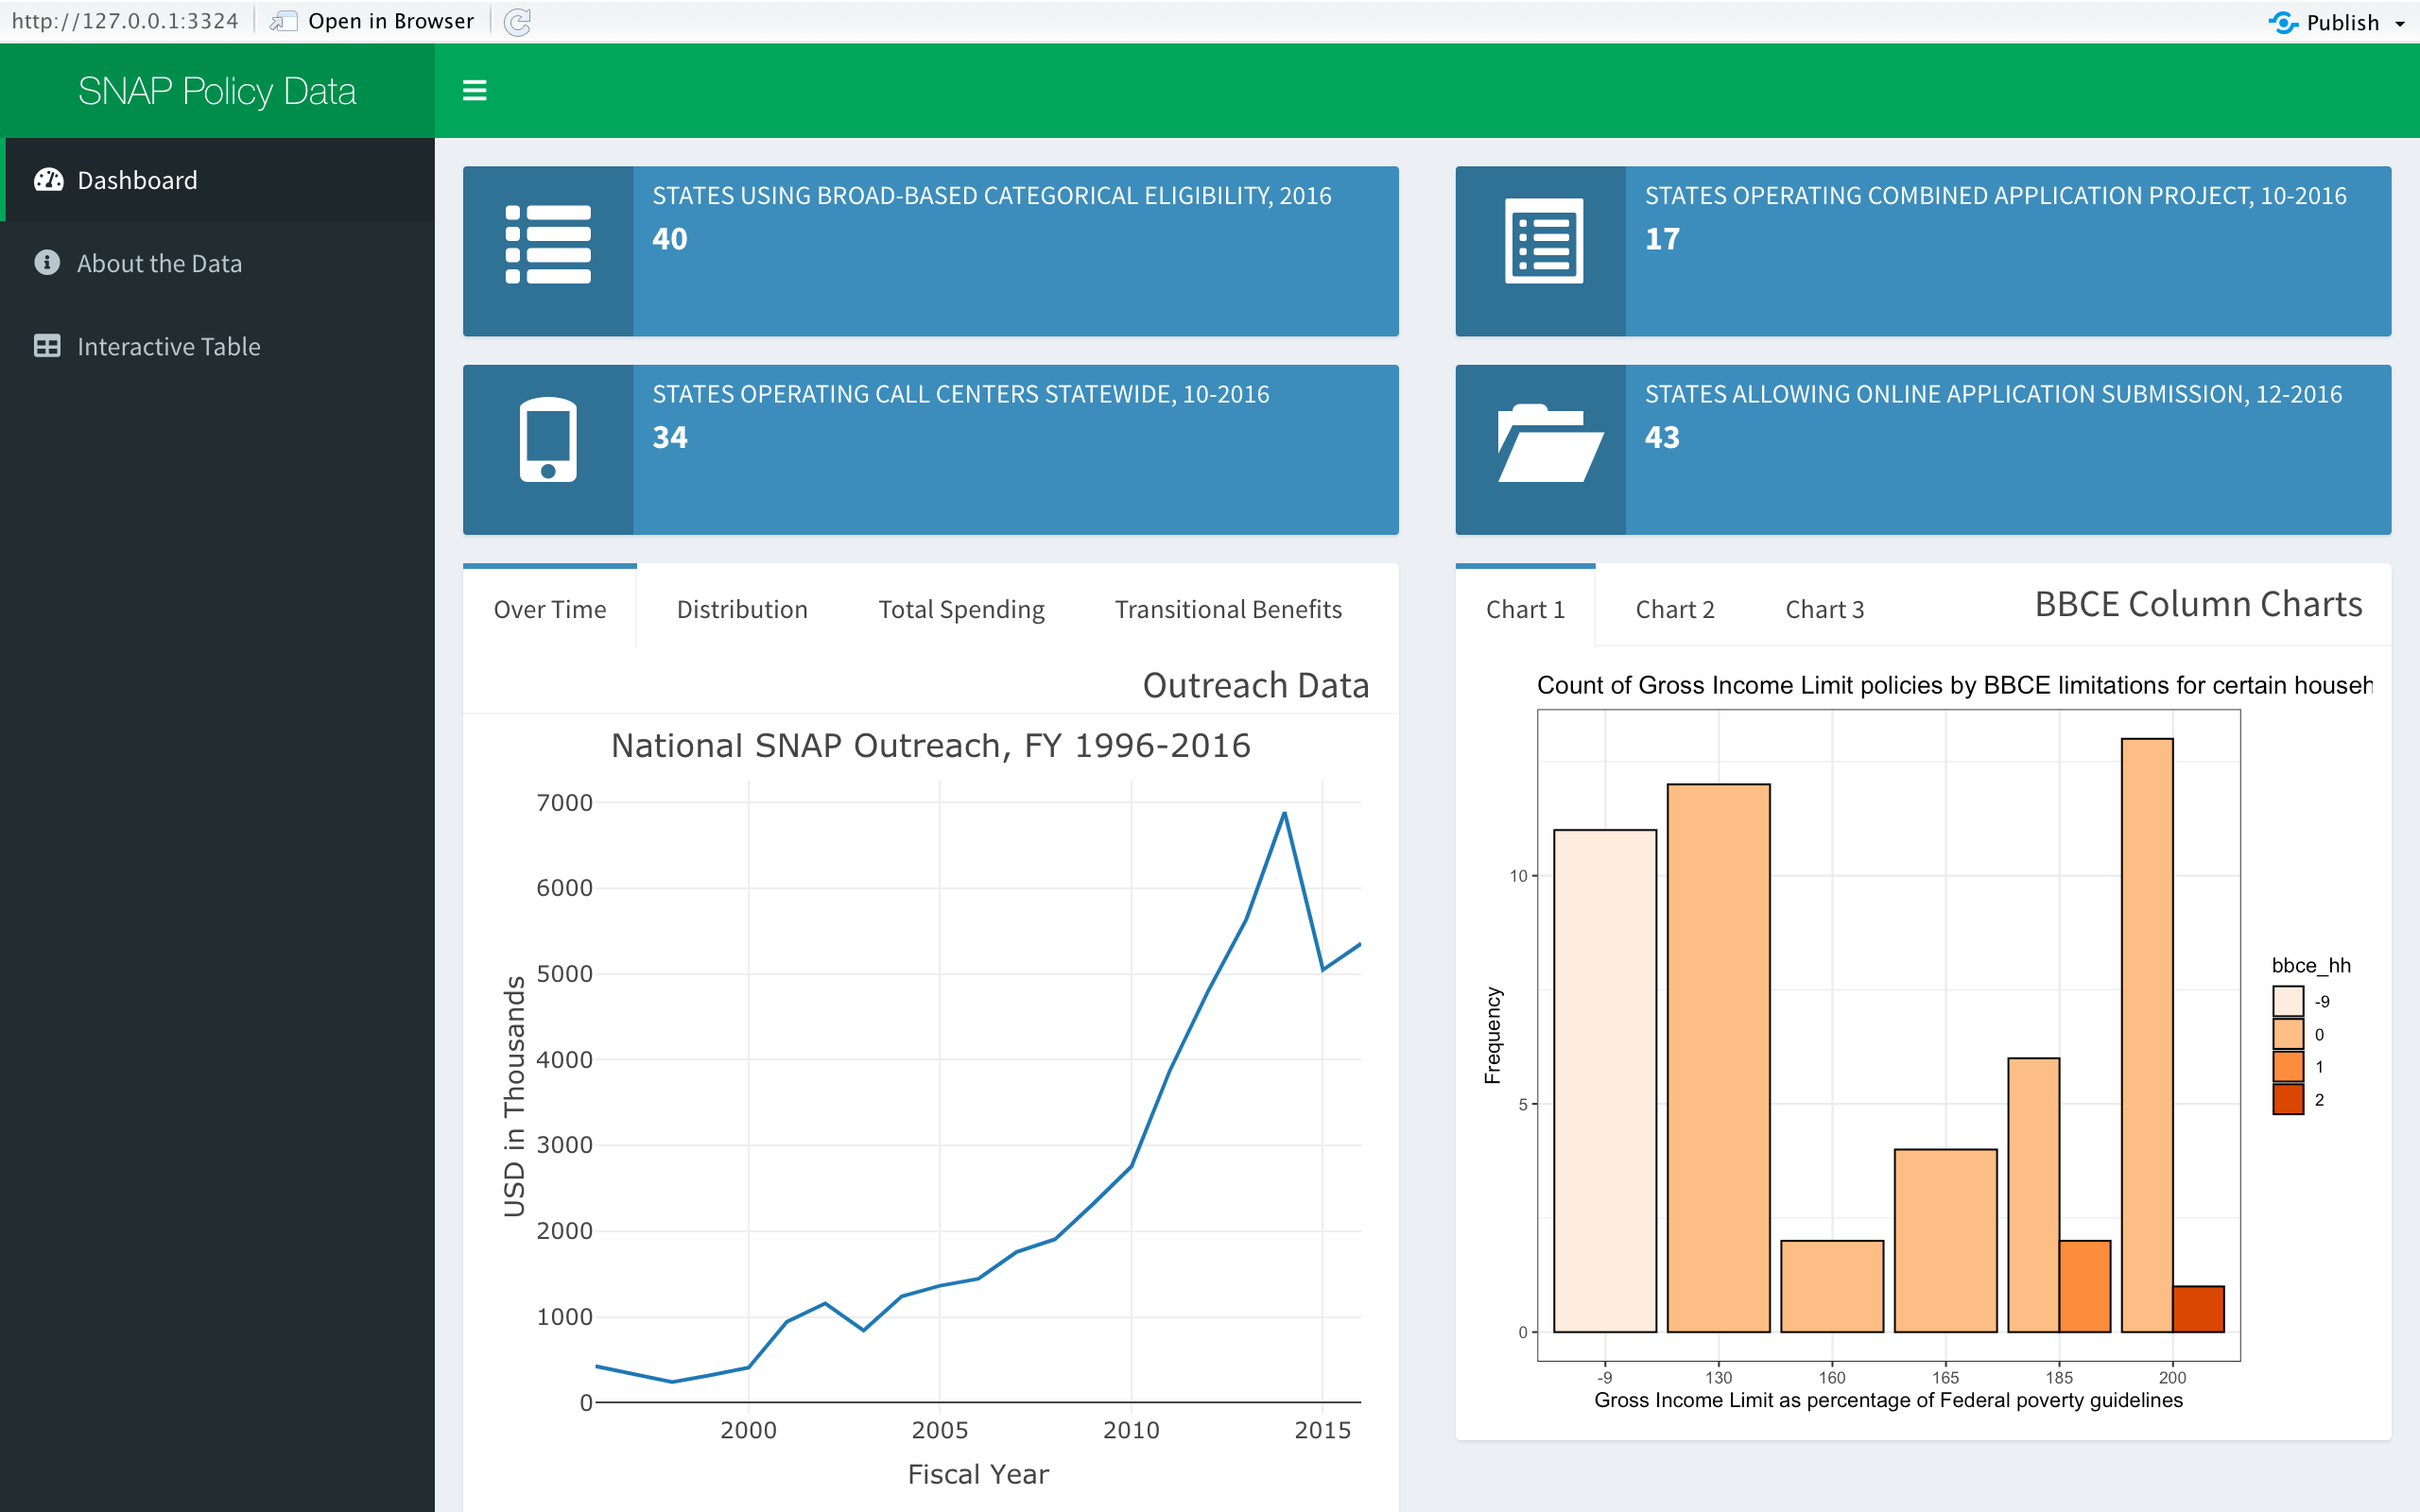 http://127.0.0.1:3324 Open in Browser Publish
SNAP Policy Data
Dashboard
About the Data
Interactive Table
STATES USING BROAD-BASED CATEGORICAL ELIGIBILITY, 2016
40
STATES OPERATING COMBINED APPLICATION PROJECT, 10-2016
17
STATES OPERATING CALL CENTERS STATEWIDE, 10-2016
34
STATES ALLOWING ONLINE APPLICATION SUBMISSION, 12-2016
43
Over Time Distribution Total Spending Transitional Benefits
Outreach Data
National SNAP Outreach, FY 1996-2016
7000
6000
5000
4000
3000
2000
1000
0
USD in Thousands
2000 2005 2010 2015
Fiscal Year
Chart 1 Chart 2 Chart 3 BBCE Column Charts
Count of Gross Income Limit policies by BBCE limitations for certain househ
10
5
0
Frequency
-9 130 160 165 185 200
Gross Income Limit as percentage of Federal poverty guidelines
bbce_hh
-9
0
1
2